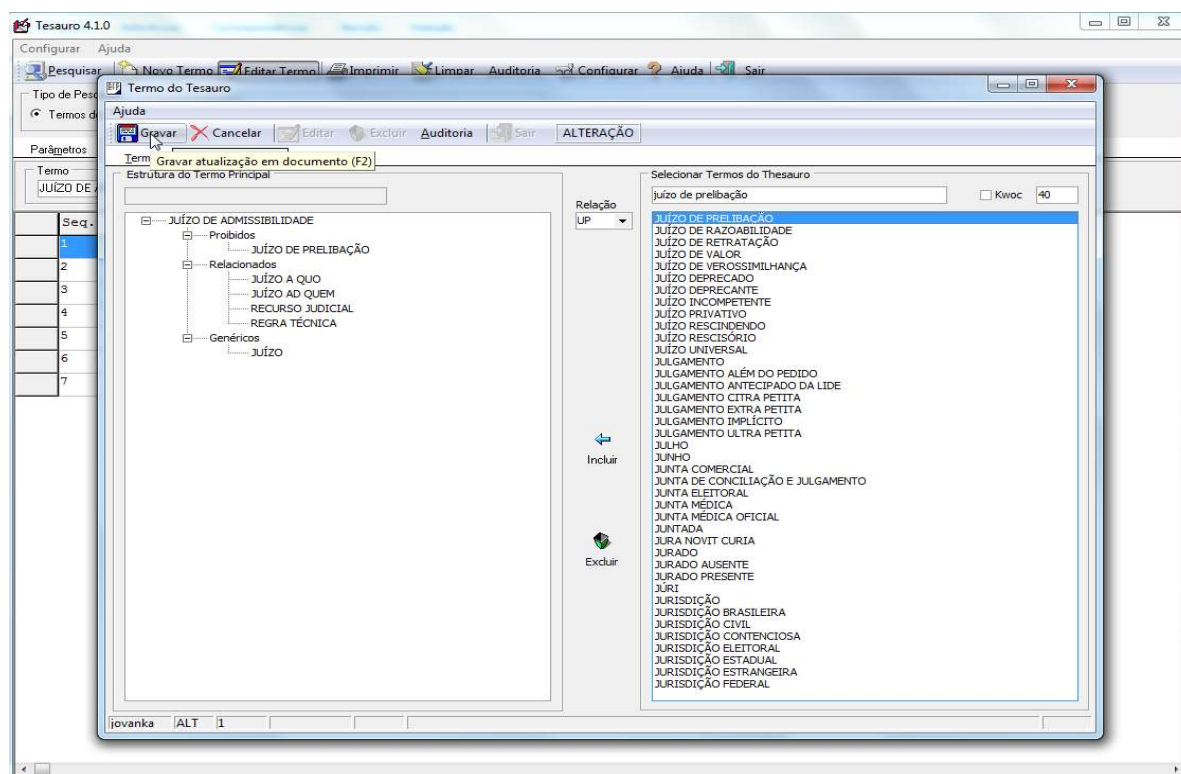 Tesauro 4.1.0
Configurar Ajuda
Pesquisar Novo Termo Editar Termo Imprimir Limpar Auditoria Configurar Ajuda Sair
Tipo de Pesq
Termos d
Parâmetros
Termo
JUÍZO DE A
Seq.
1
2
3
4
5
6
7
Termo do Tesauro
Ajuda
Gravar Cancelar Editar Excluir Auditoria Sair ALTERAÇÃO
Term
Gravar atualização em documento (F2)
Estrutura do Termo Principal
JUÍZO DE ADMISSIBILIDADE
Proibidos
JUÍZO DE PRELIBAÇÃO
Relacionados
JUÍZO A QUO
JUÍZO AD QUEM
RECURSO JUDICIAL
REGRA TÉCNICA
Genéricos
JUÍZO
Relação
UP
Incluir
Excluir
Selecionar Termos do Thesauro
juízo de prelibação Kwoc 40
JUÍZO DE PRELIBAÇÃO
JUÍZO DE RAZOABILIDADE
JUÍZO DE RETRATAÇÃO
JUÍZO DE VALOR
JUÍZO DE VEROSSIMILHANÇA
JUÍZO DEPRECADO
JUÍZO DEPRECANTE
JUÍZO INCOMPETENTE
JUÍZO PRIVATIVO
JUÍZO RESCINDENDO
JUÍZO RESCISÓRIO
JUÍZO UNIVERSAL
JULGAMENTO
JULGAMENTO ALÉM DO PEDIDO
JULGAMENTO ANTECIPADO DA LIDE
JULGAMENTO CITRA PETITA
JULGAMENTO EXTRA PETITA
JULGAMENTO IMPLÍCITO
JULGAMENTO ULTRA PETITA
JULHO
JUNHO
JUNTA COMERCIAL
JUNTA DE CONCILIAÇÃO E JULGAMENTO
JUNTA ELEITORAL
JUNTA MÉDICA
JUNTA MÉDICA OFICIAL
JUNTADA
JURA NOVIT CURIA
JURADO
JURADO AUSENTE
JURADO PRESENTE
JÚRI
JURISDIÇÃO
JURISDIÇÃO BRASILEIRA
JURISDIÇÃO CIVIL
JURISDIÇÃO CONTENCIOSA
JURISDIÇÃO ELEITORAL
JURISDIÇÃO ESTADUAL
JURISDIÇÃO ESTRANGEIRA
JURISDIÇÃO FEDERAL
jovanka ALT 1